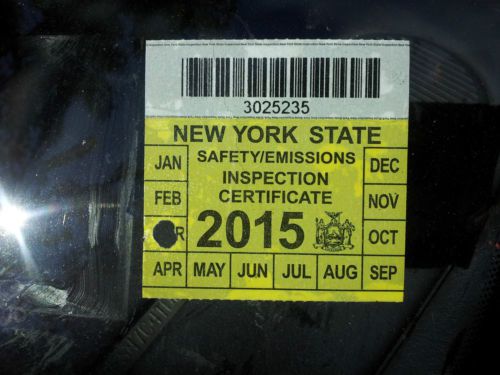 3025235
NEW YORK STATE
SAFETY/EMISSIONS
INSPECTION
CERTIFICATE
2015
JAN
FEB
R
APR MAY JUN JUL AUG SEP
OCT
NOV
DEC